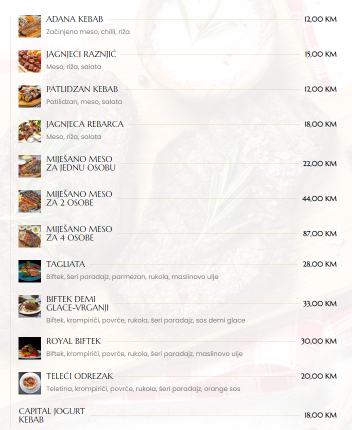 ADANA KEBAB 12,00 KM
Začinjeno meso, chilli, riža
JAGNJEĆI RAZNJIĆ 15,00 KM
Meso, riža, salata
PATLIDZAN KEBAB 12,00 KM
Patlidzan, meso, salata
JAGNJECA REBARCA 18,00 KM
Meso, riža, salata
MIJEŠANO MESO
ZA JEDNU OSOBU 22,00 KM
MIJEŠANO MESO
ZA 2 OSOBE 44,00 KM
MIJEŠANO MESO
ZA 4 OSOBE 87,00 KM
TAGLIATA 28,00 KM
Biftek, šeri paradajz, parmezan, rukola, maslinovo ulje
BIFTEK DEMI
GLACE-VRGANJI 33,00 KM
Biftek, krompirići, povrće, rukola, šeri paradajz, sos demi glace
ROYAL BIFTEK 30,00 KM
Biftek, krompirići, povrće, rukola, šeri paradajz, maslinovo ulje
TELEĆI ODREZAK 20,00 KM
Teletina, krompirići, povrće, rukola, šeri paradajz, orange sos
CAPITAL JOGURT
KEBAB 18,00 KM